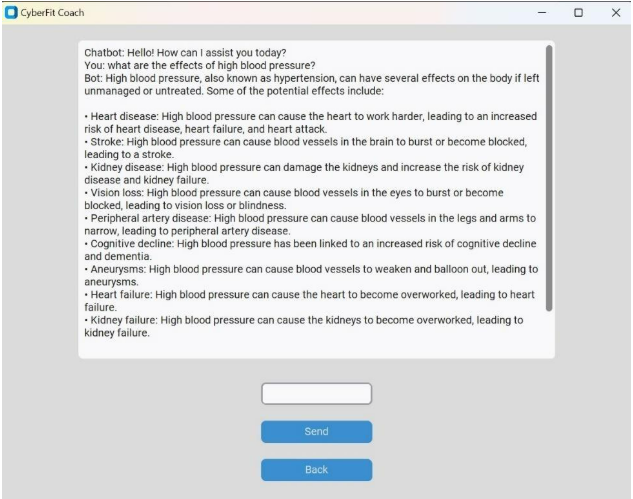 CyberFit Coach
Chatbot: Hello! How can I assist you today?
You: what are the effects of high blood pressure?
Bot: High blood pressure, also known as hypertension, can have several effects on the body if left
unmanaged or untreated. Some of the potential effects include:
• Heart disease: High blood pressure can cause the heart to work harder, leading to an increased
risk of heart disease, heart failure, and heart attack.
• Stroke: High blood pressure can cause blood vessels in the brain to burst or become blocked,
leading to a stroke.
• Kidney disease: High blood pressure can damage the kidneys and increase the risk of kidney
disease and kidney failure.
• Vision loss: High blood pressure can cause blood vessels in the eyes to burst or become
blocked, leading to vision loss or blindness.
• Peripheral artery disease: High blood pressure can cause blood vessels in the legs and arms to
narrow, leading to peripheral artery disease.
• Cognitive decline: High blood pressure has been linked to an increased risk of cognitive decline
and dementia.
• Aneurysms: High blood pressure can cause blood vessels to weaken and balloon out, leading to
aneurysms.
• Heart failure: High blood pressure can cause the heart to become overworked, leading to heart
failure.
• Kidney failure: High blood pressure can cause the kidneys to become overworked, leading to
kidney failure.
Send
Back